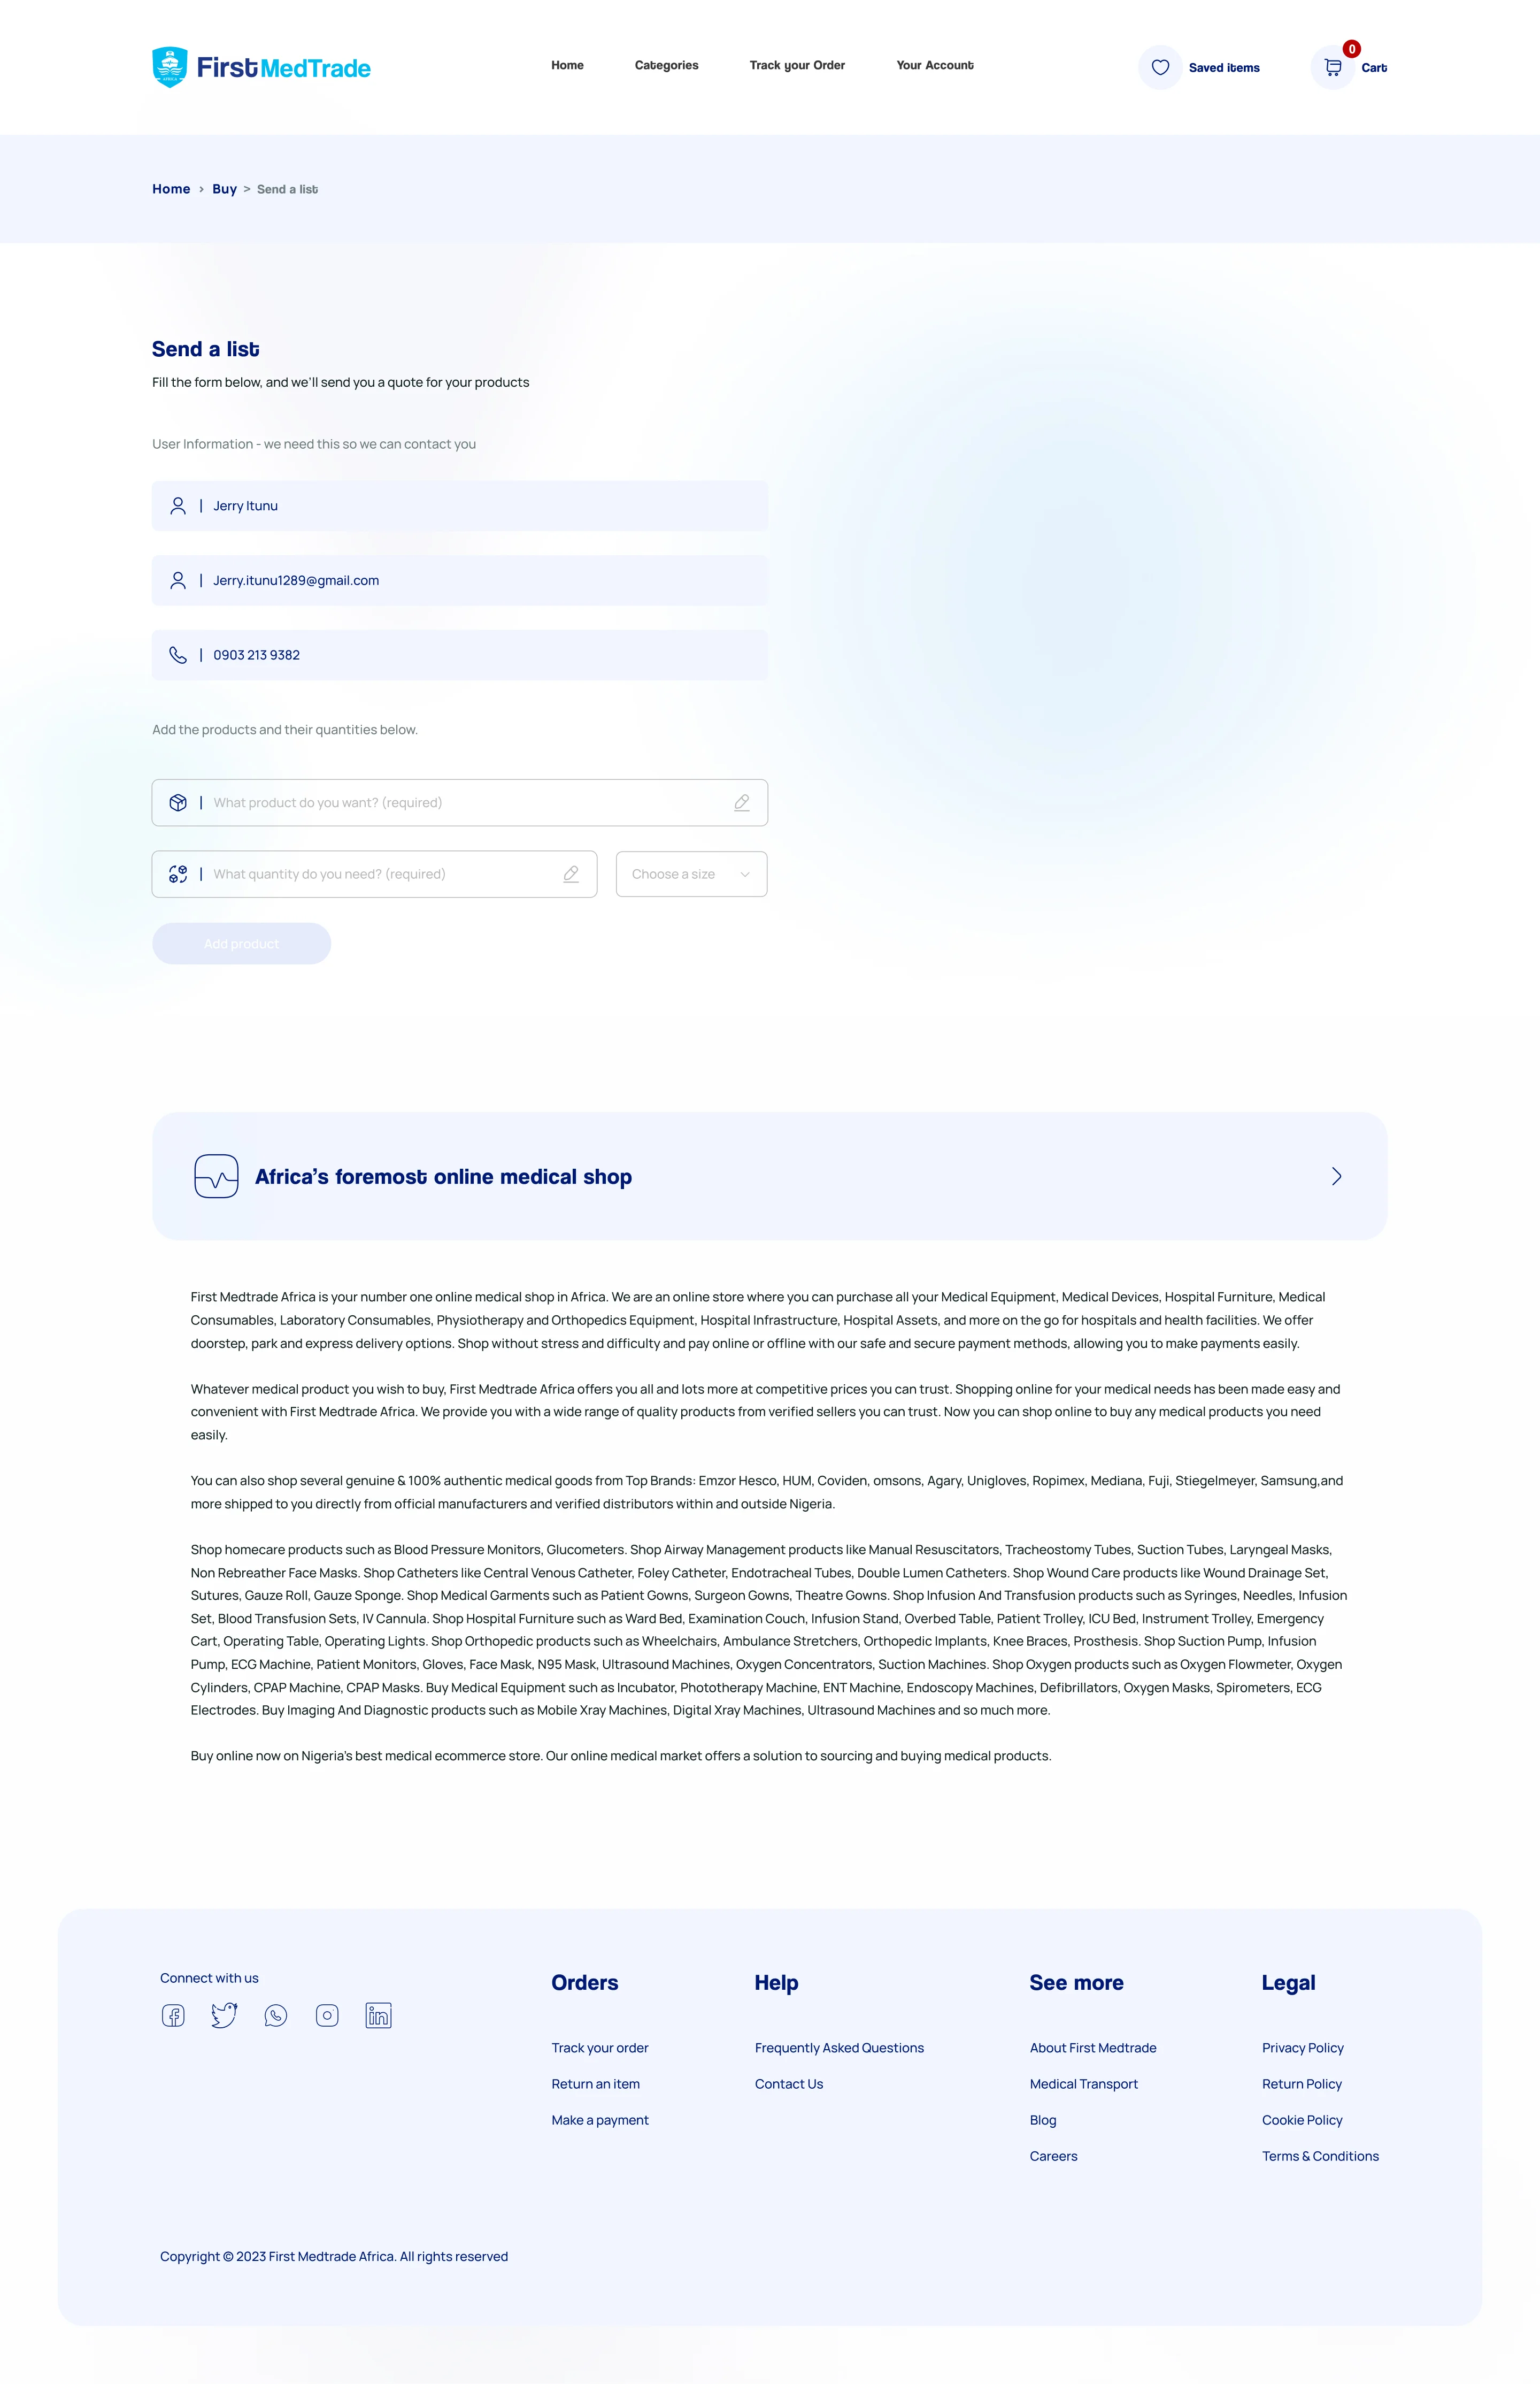 First MedTrade
AFRICA
Home
Categories
Track your Order
Your Account
Saved items
0
Cart
Home > Buy > Send a list
Send a list
Fill the form below, and we'll send you a quote for your products
User Information - we need this so we can contact you
Jerry Itunu
Jerry.itunu1289@gmail.com
0903 213 9382
Add the products and their quantities below.
What product do you want? (required)
What quantity do you need? (required)
Choose a size
Add product
Africa's foremost online medical shop
First Medtrade Africa is your number one online medical shop in Africa. We are an online store where you can purchase all your Medical Equipment, Medical Devices, Hospital Furniture, Medical
Consumables, Laboratory Consumables, Physiotherapy and Orthopedics Equipment, Hospital Infrastructure, Hospital Assets, and more on the go for hospitals and health facilities. We offer
doorstep, park and express delivery options. Shop without stress and difficulty and pay online or offline with our safe and secure payment methods, allowing you to make payments easily.
Whatever medical product you wish to buy, First Medtrade Africa offers you all and lots more at competitive prices you can trust. Shopping online for your medical needs has been made easy and
convenient with First Medtrade Africa. We provide you with a wide range of quality products from verified sellers you can trust. Now you can shop online to buy any medical products you need
easily.
You can also shop several genuine & 100% authentic medical goods from Top Brands: Emzor Hesco, HUM, Coviden, omsons, Agary, Unigloves, Ropimex, Mediana, Fuji, Stiegelmeyer, Samsung,and
more shipped to you directly from official manufacturers and verified distributors within and outside Nigeria.
Shop homecare products such as Blood Pressure Monitors, Glucometers. Shop Airway Management products like Manual Resuscitators, Tracheostomy Tubes, Suction Tubes, Laryngeal Masks,
Non Rebreather Face Masks. Shop Catheters like Central Venous Catheter, Foley Catheter, Endotracheal Tubes, Double Lumen Catheters. Shop Wound Care products like Wound Drainage Set,
Sutures, Gauze Roll, Gauze Sponge. Shop Medical Garments such as Patient Gowns, Surgeon Gowns, Theatre Gowns. Shop Infusion And Transfusion products such as Syringes, Needles, Infusion
Set, Blood Transfusion Sets, IV Cannula. Shop Hospital Furniture such as Ward Bed, Examination Couch, Infusion Stand, Overbed Table, Patient Trolley, ICU Bed, Instrument Trolley, Emergency
Cart, Operating Table, Operating Lights. Shop Orthopedic products such as Wheelchairs, Ambulance Stretchers, Orthopedic Implants, Knee Braces, Prosthesis. Shop Suction Pump, Infusion
Pump, ECG Machine, Patient Monitors, Gloves, Face Mask, N95 Mask, Ultrasound Machines, Oxygen Concentrators, Suction Machines. Shop Oxygen products such as Oxygen Flowmeter, Oxygen
Cylinders, CPAP Machine, CPAP Masks. Buy Medical Equipment such as Incubator, Phototherapy Machine, ENT Machine, Endoscopy Machines, Defibrillators, Oxygen Masks, Spirometers, ECG
Electrodes. Buy Imaging And Diagnostic products such as Mobile Xray Machines, Digital Xray Machines, Ultrasound Machines and so much more.
Buy online now on Nigeria's best medical ecommerce store. Our online medical market offers a solution to sourcing and buying medical products.
Connect with us
Orders
Track your order
Return an item
Make a payment
Help
Frequently Asked Questions
Contact Us
See more
About First Medtrade
Medical Transport
Blog
Careers
Legal
Privacy Policy
Return Policy
Cookie Policy
Terms & Conditions
Copyright © 2023 First Medtrade Africa. All rights reserved